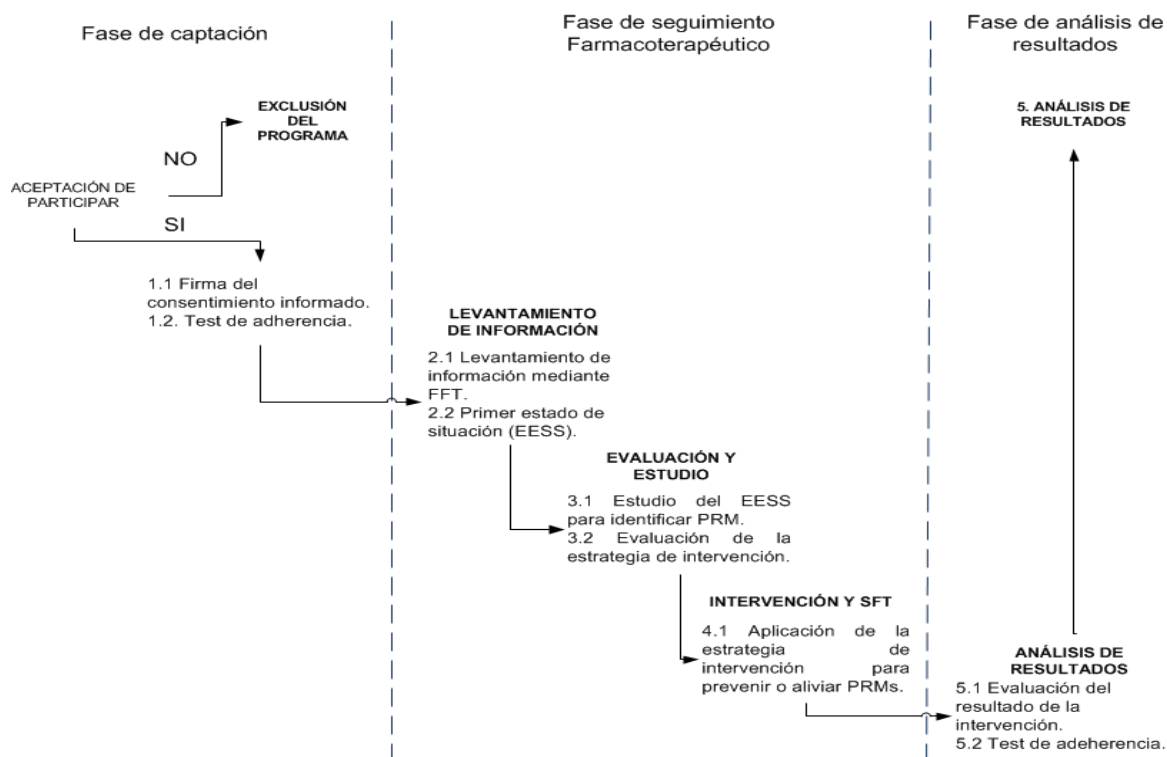 Fase de captación
Fase de seguimiento
Farmacoterapéutico
Fase de análisis de
resultados
EXCLUSIÓN
DEL
PROGRAMA
NO
ACEPTACIÓN DE
PARTICIPAR
SI
1.1 Firma del
consentimiento informado.
1.2. Test de adherencia.
LEVANTAMIENTO
DE INFORMACIÓN
2.1 Levantamiento de
información mediante
FFT.
2.2 Primer estado de
situación (EESS).
EVALUACIÓN Y
ESTUDIO
3.1 Estudio del EESS
para identificar PRM.
3.2 Evaluación de la
estrategia de intervención.
INTERVENCIÓN Y SFT
4.1 Aplicación de la
estrategia de
intervención para
prevenir o aliviar PRMs.
5. ANÁLISIS DE
RESULTADOS
ANÁLISIS DE
RESULTADOS
5.1 Evaluación del
resultado de la
intervención.
5.2 Test de adeherencia.